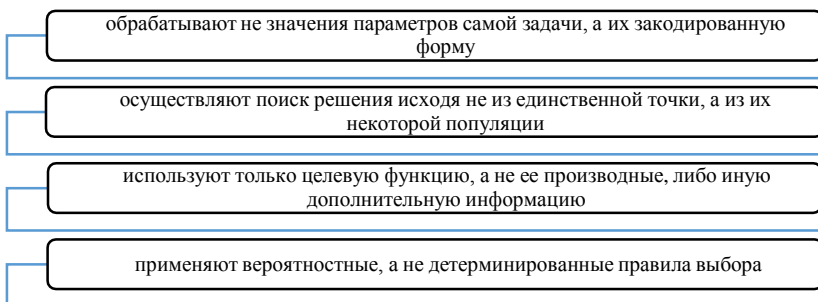 обрабатывают не значения параметров самой задачи, а их закодированную
форму
осуществляют поиск решения исходя не из единственной точки, а из их
некоторой популяции
используют только целевую функцию, а не ее производные, либо иную
дополнительную информацию
применяют вероятностные, а не детерминированные правила выбора